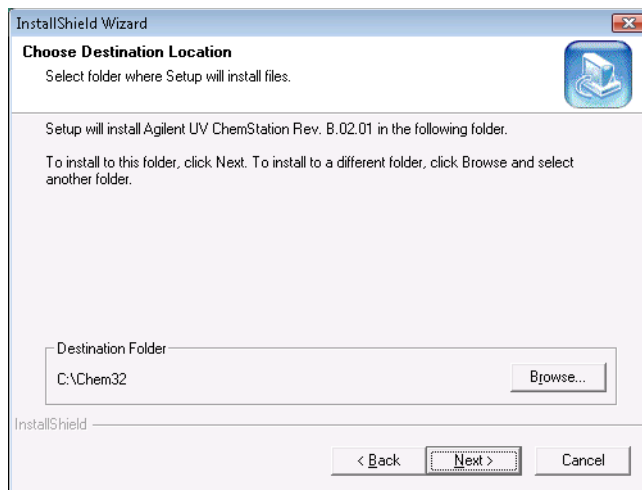 InstallShield Wizard
Choose Destination Location
Select folder where Setup will install files.
Setup will install Agilent UV ChemStation Rev. B.02.01 in the following folder.
To install to this folder, click Next. To install to a different folder, click Browse and select
another folder.
Destination Folder
C:\Chem32
Browse...
InstallShield
< Back
Next >
Cancel